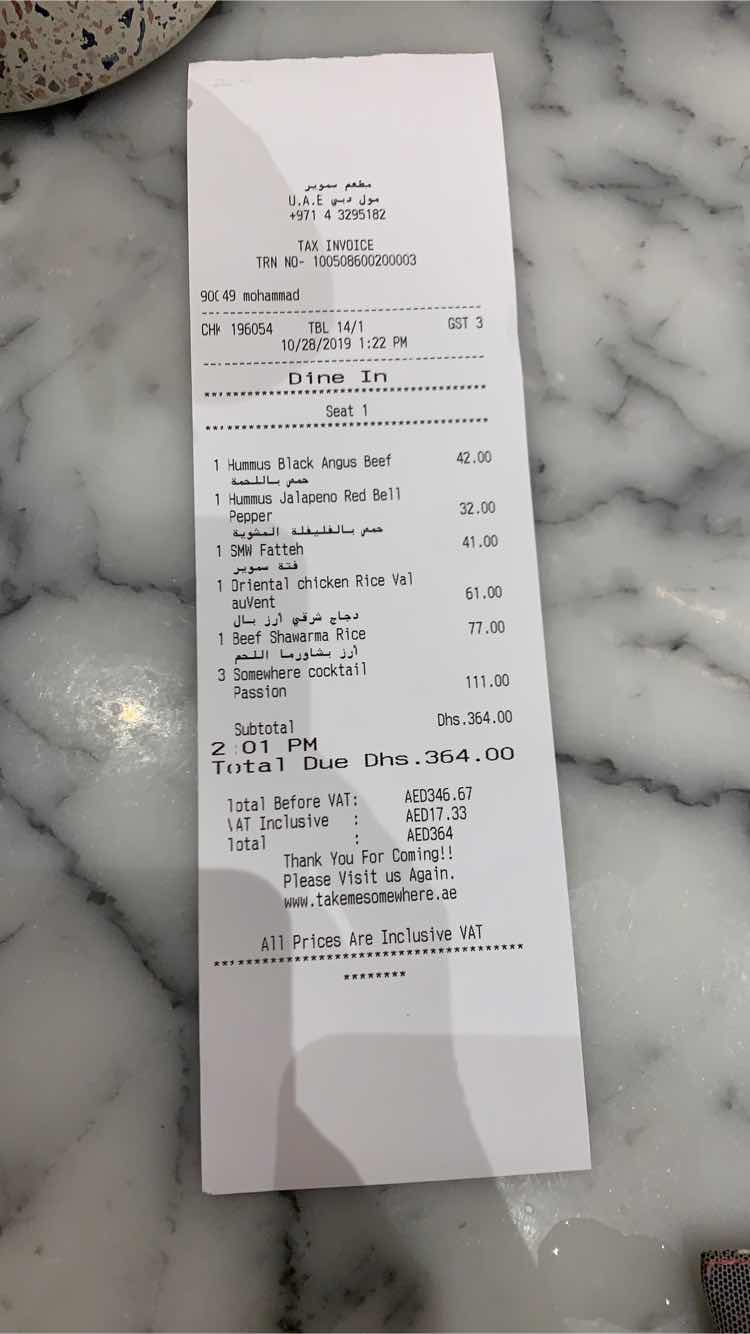 مطعم سموير
U.A.E مول دبي
+971 4 3295182
TAX INVOICE
TRN NO- 100508600200003
90049 mohammad
CHK 196054 TBL 14/1 GST 3
10/28/2019 1:22 PM
Dine In
Seat 1
1 Hummus Black Angus Beef 42.00
حمص باللحمة
1 Hummus Jalapeno Red Bell
Pepper 32.00
حمص بالفليفلة المشوية
1 SMW Fatteh 41.00
فتة سموير
1 Oriental chicken Rice Val
auVent 61.00
دجاج شرقي أرز بال
1 Beef Shawarma Rice 77.00
أرز بشاورما اللحم
3 Somewhere cocktail
Passion 111.00
Subtotal Dhs.364.00
2:01 PM
Total Due Dhs.364.00
Total Before VAT: AED346.67
VAT Inclusive : AED17.33
Total : AED364
Thank You For Coming!!
Please Visit us Again.
www.takemesomewhere.ae
All Prices Are Inclusive VAT